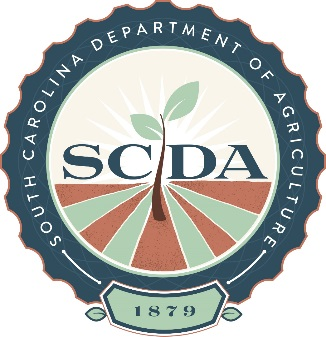 SOUTH CAROLINA DEPARTMENT OF AGRICULTURE
SCDA
1879